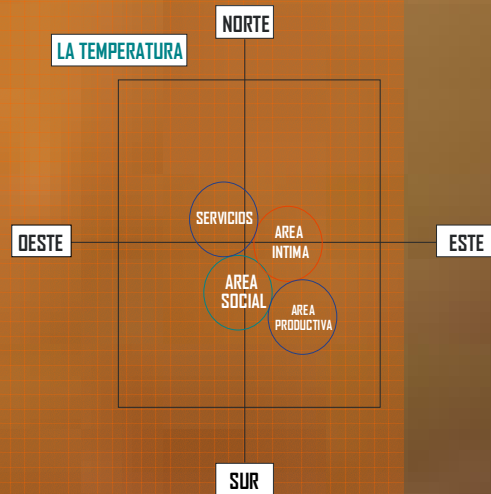 NORTE
LA TEMPERATURA
SERVICIOS
OESTE
AREA
INTIMA
ESTE
AREA
SOCIAL
AREA
PRODUCTIVA
SUR